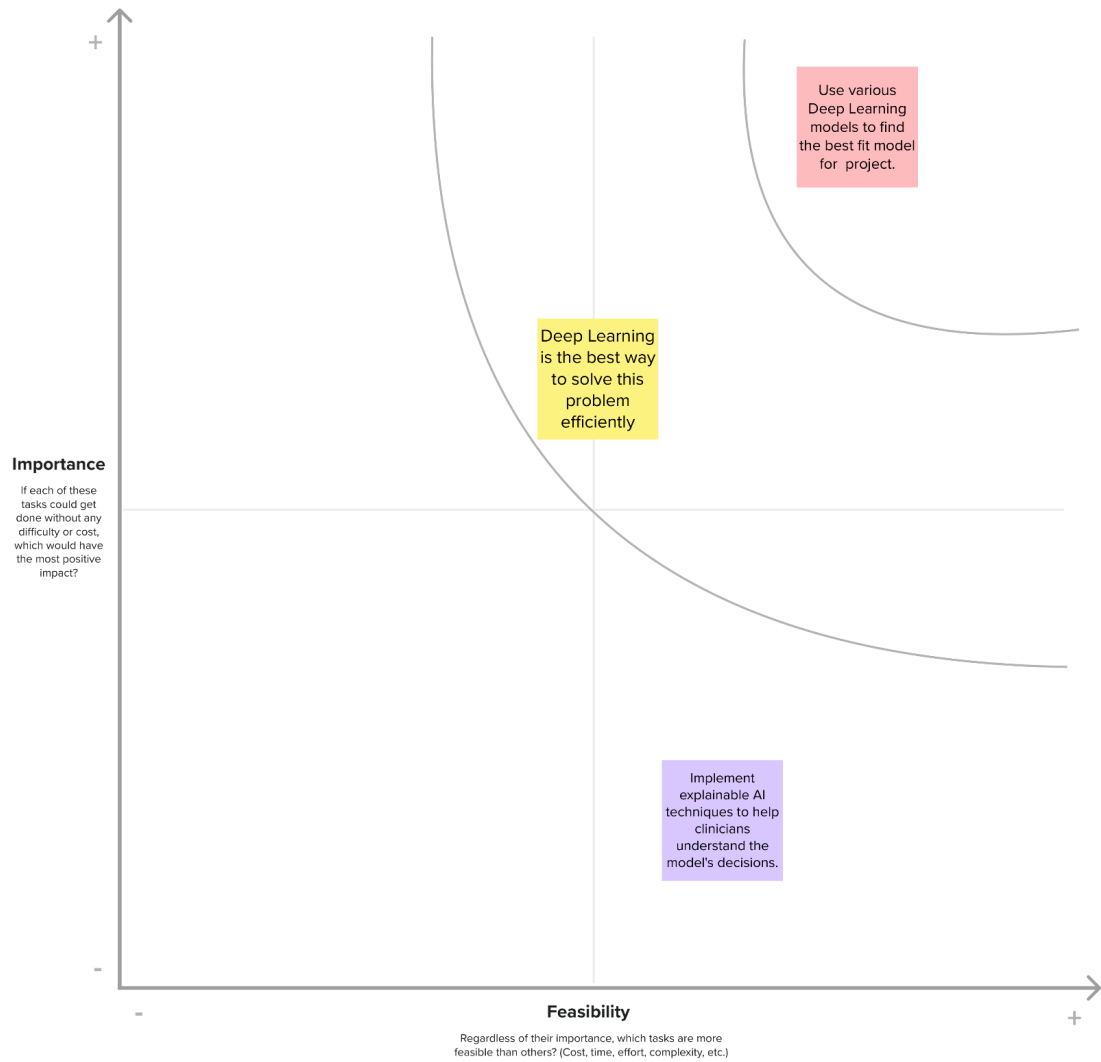 +
Use various
Deep Learning
models to find
the best fit model
for project.
Deep Learning
is the best way
to solve this
problem
efficiently
Importance
If each of these
tasks could get
done without any
difficulty or cost,
which would have
the most positive
impact?
Implement
explainable AI
techniques to help
clinicians
understand the
model's decisions.
-
-
Feasibility
+
Regardless of their importance, which tasks are more
feasible than others? (Cost, time, effort, complexity, etc.)